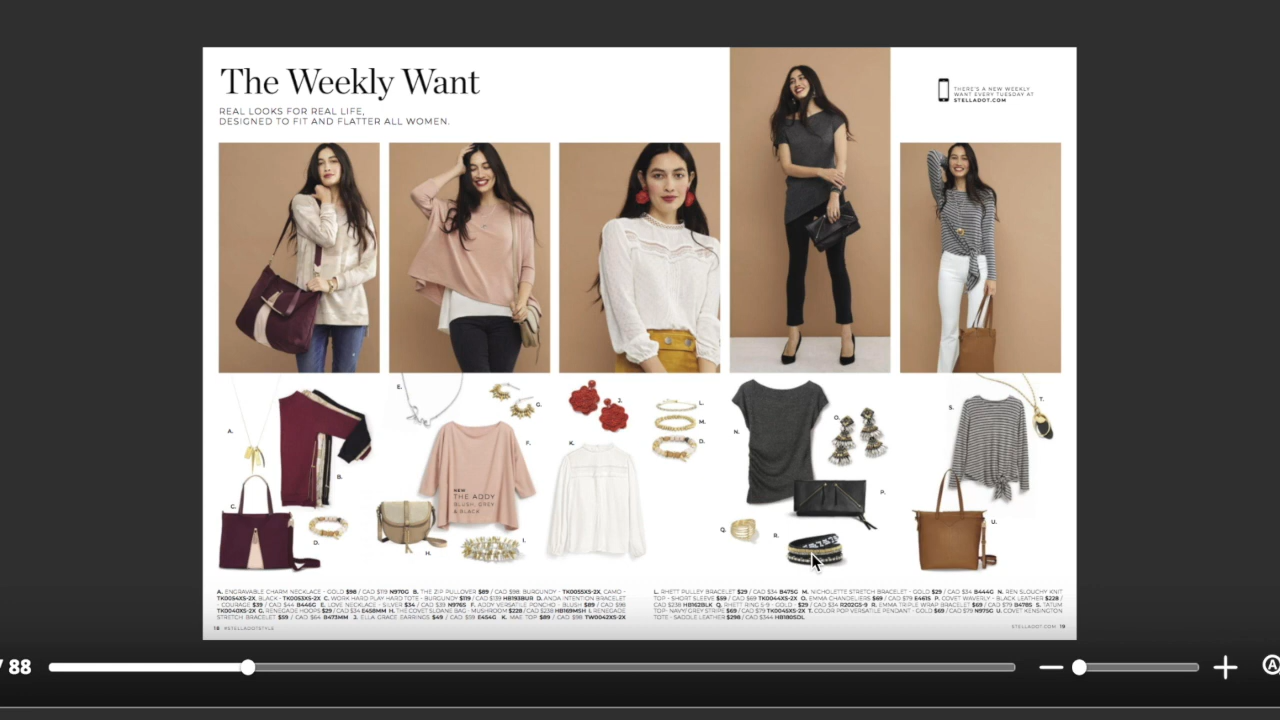 The Weekly Want
REAL LOOKS FOR REAL LIFE,
DESIGNED TO FIT AND FLATTER ALL WOMEN.
THERE'S A NEW WEEKLY
WANT EVERY TUESDAY AT
STELLADOT.COM
A.
B.
C.
D.
E.
G.
F.
NEW
THE ADDY
BLUSH, GREY
& BLACK
H.
I.
J.
K.
L.
M.
D.
N.
O.
P.
Q.
R.
S.
T.
U.
A. ENGRAVABLE CHARM NECKLACE - GOLD $98 / CAD $119 N970G B. THE ZIP PULLOVER $89 / CAD $98 BURGUNDY - TK0055XS-2X, CAMO -
TK0054XS-2X, BLACK - TK0053XS-2X C. WORK HARD PLAY HARD TOTE - BURGUNDY $119 / CAD $139 HB193BUR D. ANDA INTENTION BRACELET
- COURAGE $39 / CAD $44 B446G E. LOVE NECKLACE - SILVER $34 / CAD $39 N976S F. ADDY VERSATILE PONCHO - BLUSH $89 / CAD $98
TK0040XS-2X G. RENEGADE HOOPS $29 / CAD $34 E458MM H. THE COVET SLOANE BAG - MUSHROOM $228 / CAD $238 HB169MSH I. RENEGADE
STRETCH BRACELET $59 / CAD $64 B473MM J. ELLA GRACE EARRINGS $49 / CAD $59 E454G K. MAE TOP $89 / CAD $98 TW0042XS-2X
L. RHETT PULLEY BRACELET $29 / CAD $34 B475G M. NICHOLETTE STRETCH BRACELET - GOLD $29 / CAD $34 B444G N. REN SLOUCHY KNIT
TOP - SHORT SLEEVE $59 / CAD $69 TK0044XS-2X O. EMMA CHANDELIERS $69 / CAD $79 E461S P. COVET WAVERLY - BLACK LEATHER $228 /
CAD $238 HB162BLK Q. RHETT RING S-9 - GOLD - $29 / CAD $34 R202G5-9 R. EMMA TRIPLE WRAP BRACELET $69 / CAD $79 B478S S. TATUM
TOP- NAVY/GREY STRIPE $69 / CAD $79 TK0045XS-2X T. COLOR POP VERSATILE PENDANT - GOLD $69 / CAD $79 N975G U. COVET KENSINGTON
TOTE - SADDLE LEATHER $298 / CAD $344 HB180SDL
18 #STELLADOTSTYLE
STELLADOT.COM 19
/ 88
A